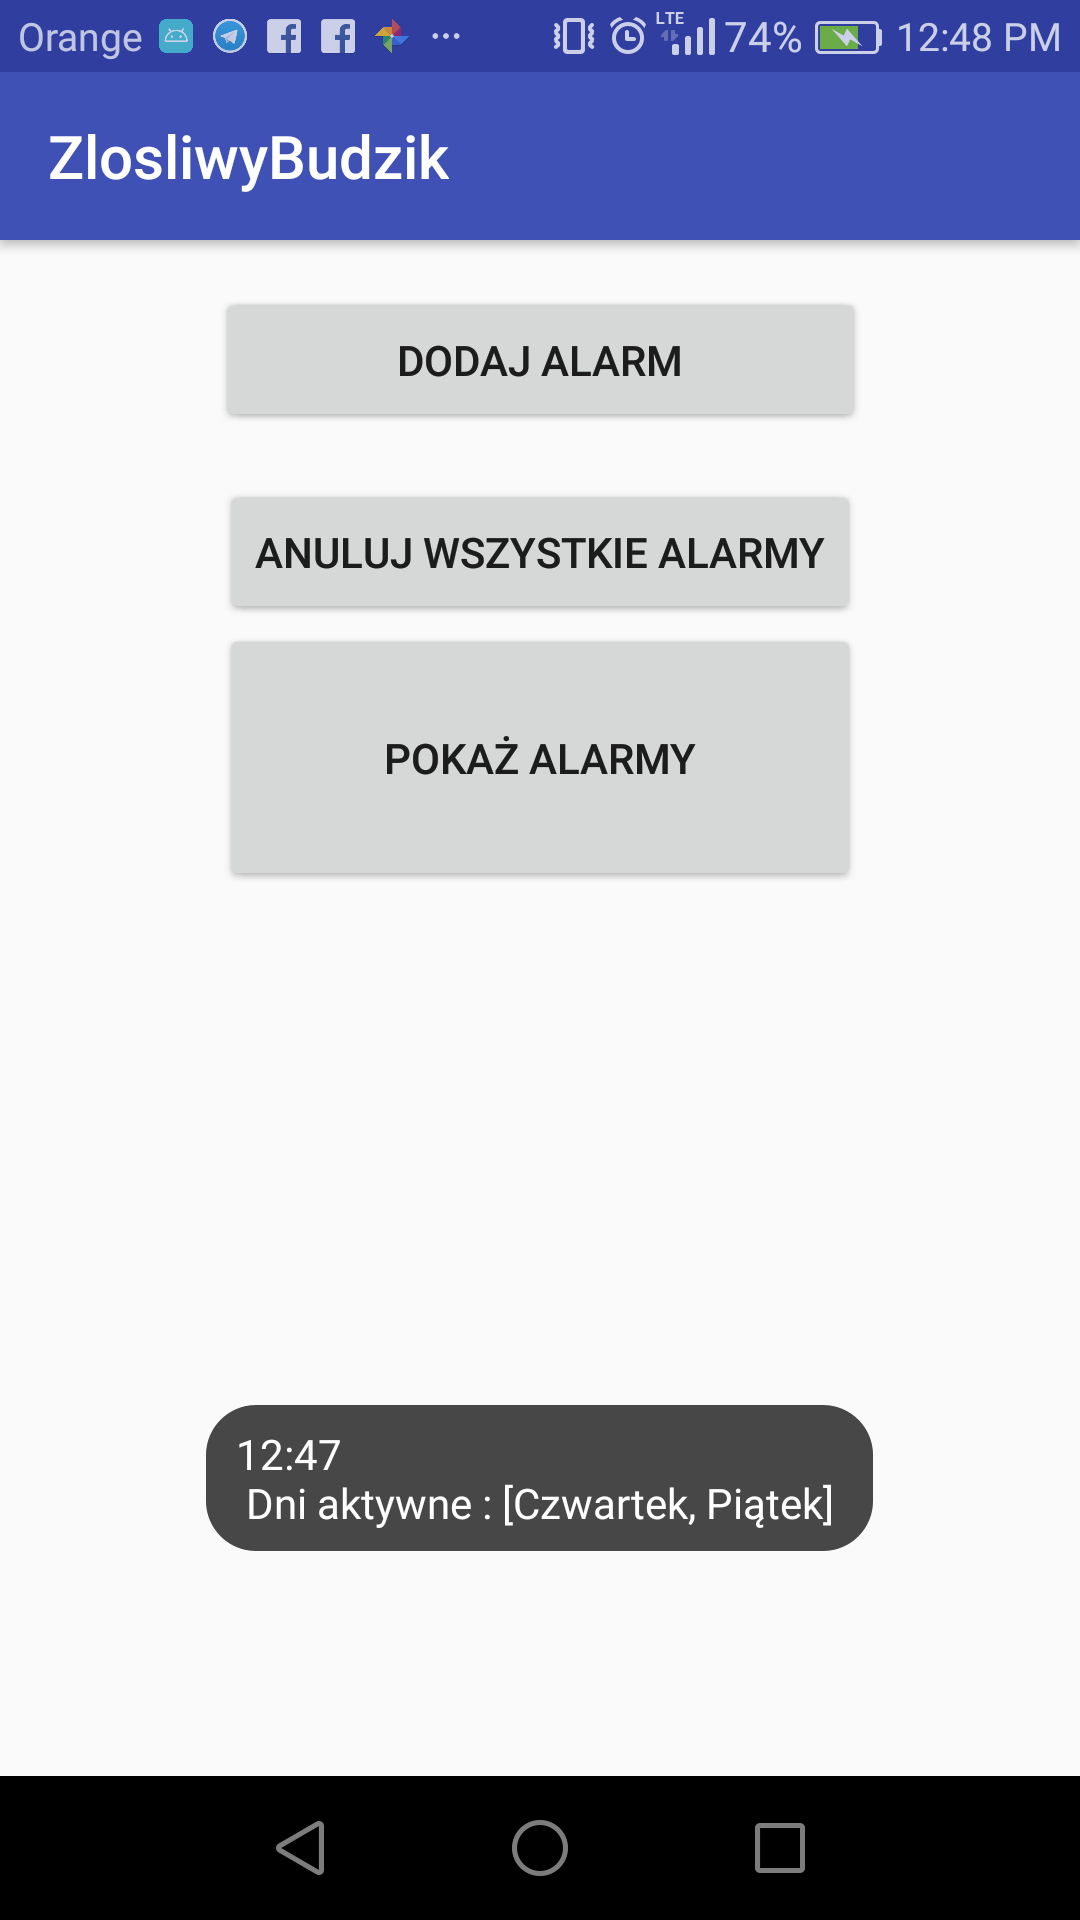 Orange LTE 74% 12:48 PM
ZlosliwyBudzik
DODAJ ALARM
ANULUJ WSZYSTKIE ALARMY
POKAŻ ALARMY
12:47
Dni aktywne : [Czwartek, Piątek]